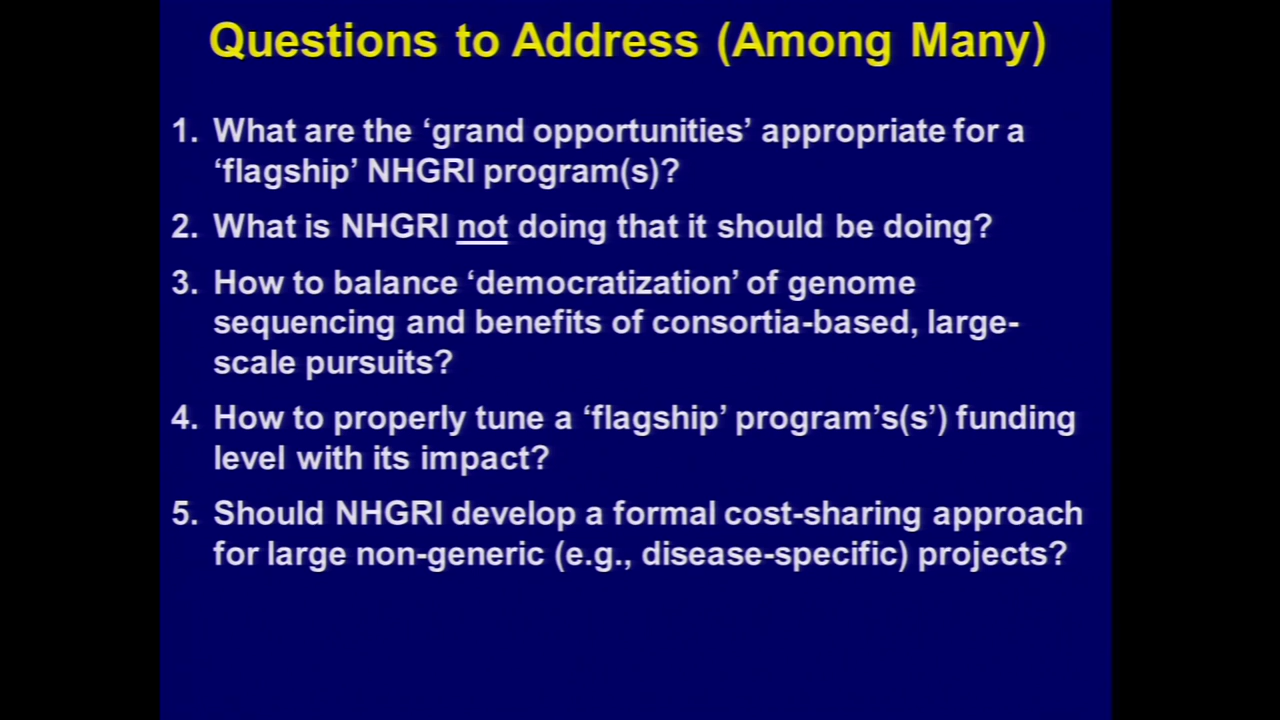 Questions to Address (Among Many)
1. What are the ‘grand opportunities’ appropriate for a
‘flagship’ NHGRI program(s)?
2. What is NHGRI not doing that it should be doing?
3. How to balance ‘democratization’ of genome
sequencing and benefits of consortia-based, large-
scale pursuits?
4. How to properly tune a ‘flagship’ program’s(s’) funding
level with its impact?
5. Should NHGRI develop a formal cost-sharing approach
for large non-generic (e.g., disease-specific) projects?